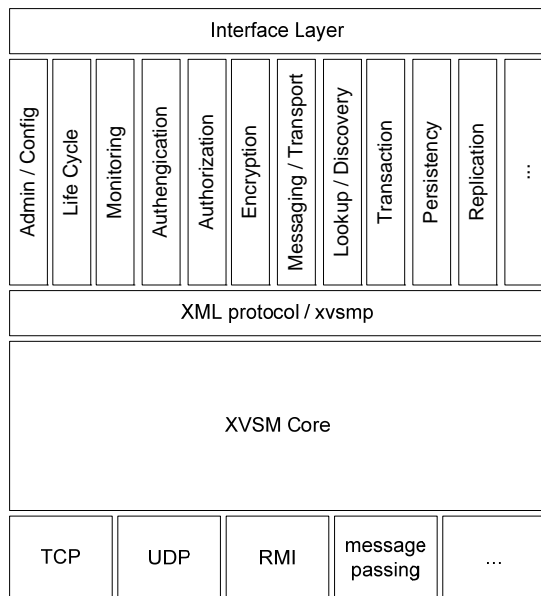 Interface Layer
Admin / Config
Life Cycle
Monitoring
Authengication
Authorization
Encryption
Messaging / Transport
Lookup / Discovery
Transaction
Persistency
Replication
...
XML protocol / xvsmp
XVSM Core
TCP
UDP
RMI
message
passing
...